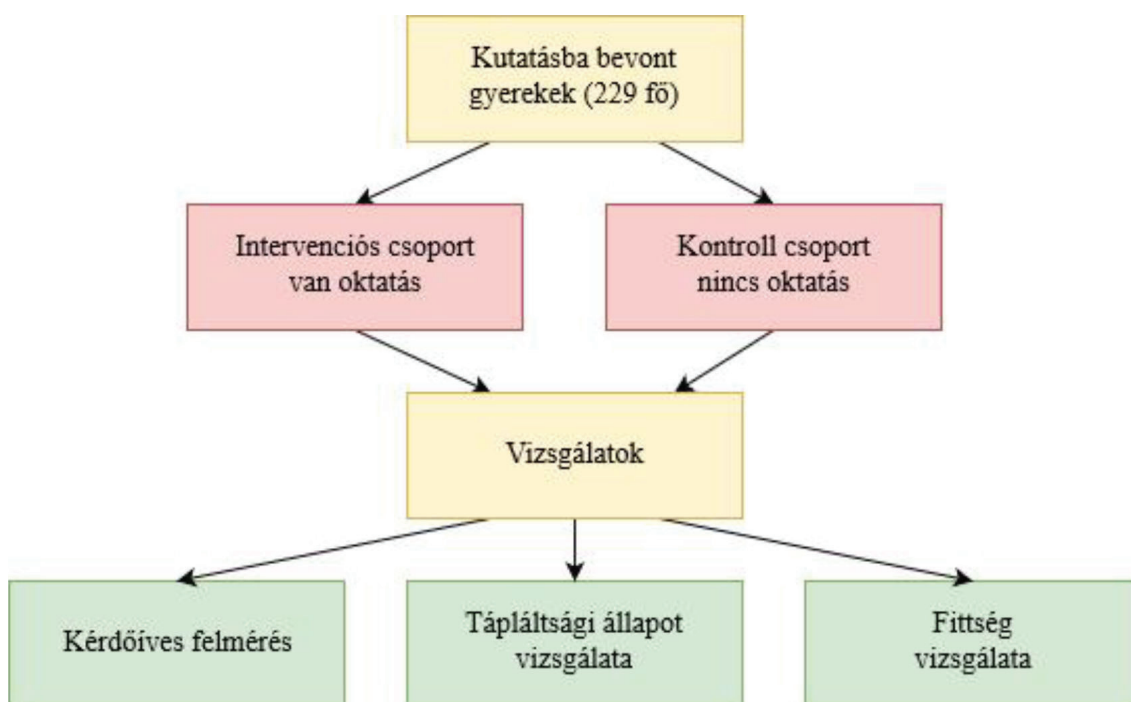 Kutatásba bevont
gyerekek (229 fő)
Intervenciós csoport
van oktatás
Kontroll csoport
nincs oktatás
Vizsgálatok
Kérdőíves felmérés
Tápláltsági állapot
vizsgálata
Fittség
vizsgálata